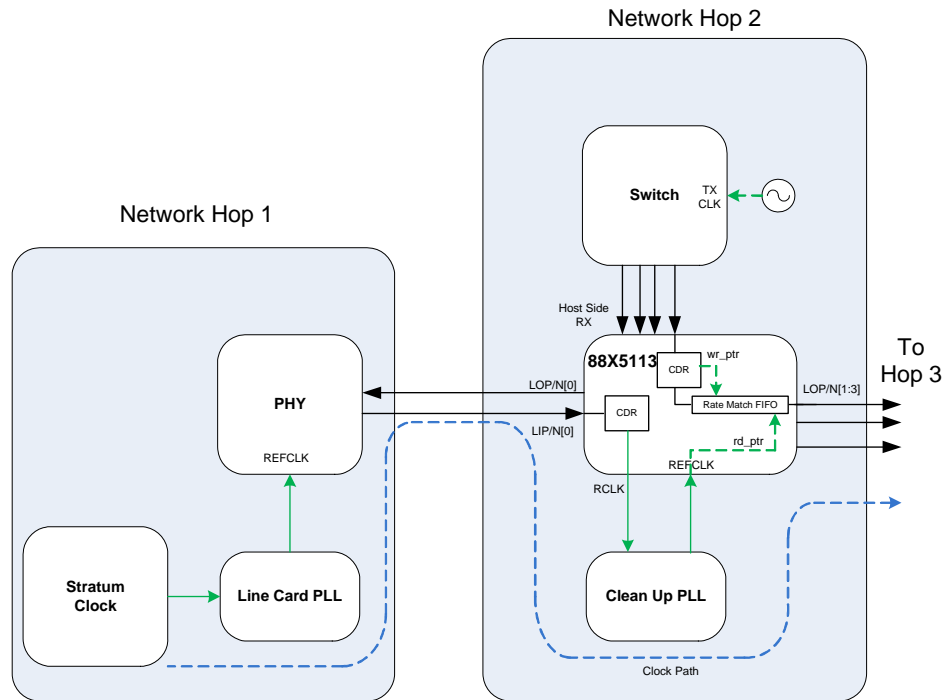 Network Hop 2
Switch
TX
CLK
Network Hop 1
Host Side
RX
88X5113
CDR
wr_ptr
To
Hop 3
LOP/N[0]
LOP/N[1:3]
PHY
CDR
Rate Match FIFO
LIP/N[0]
rd_ptr
REFCLK
REFCLK
RCLK
Stratum
Clock
Line Card PLL
Clean Up PLL
Clock Path